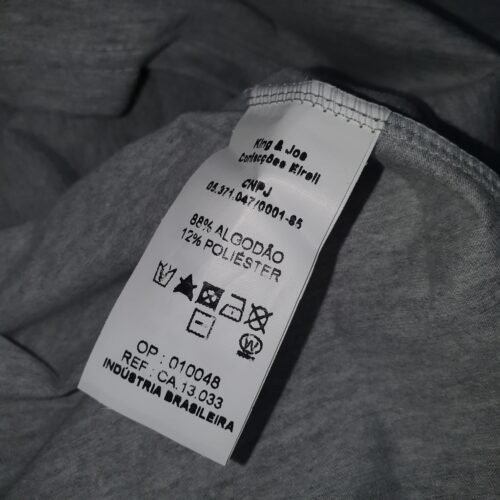 King & Joe
Confecções Eireli
CNPJ
05.371.047/0001-85
88% ALGODÃO
12% POLIÉSTER
W
OP : 010048
REF : CA.13.033
INDÚSTRIA BRASILEIRA